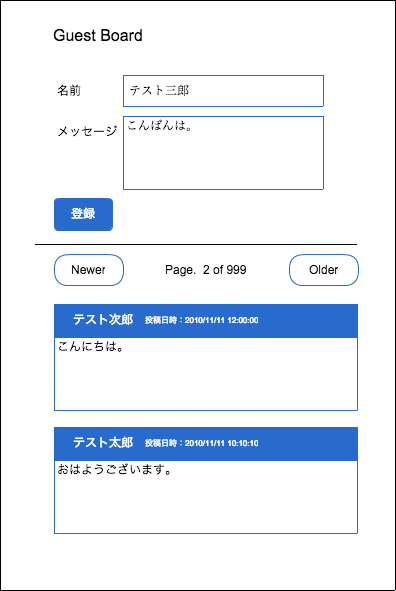 Guest Board
名前 テスト三郎
メッセージ こんばんは。
登録
Newer Page. 2 of 999 Older
テスト次郎 投稿日時：2010/11/11 12:00:00
こんにちは。
テスト太郎 投稿日時：2010/11/11 10:10:10
おはようございます。